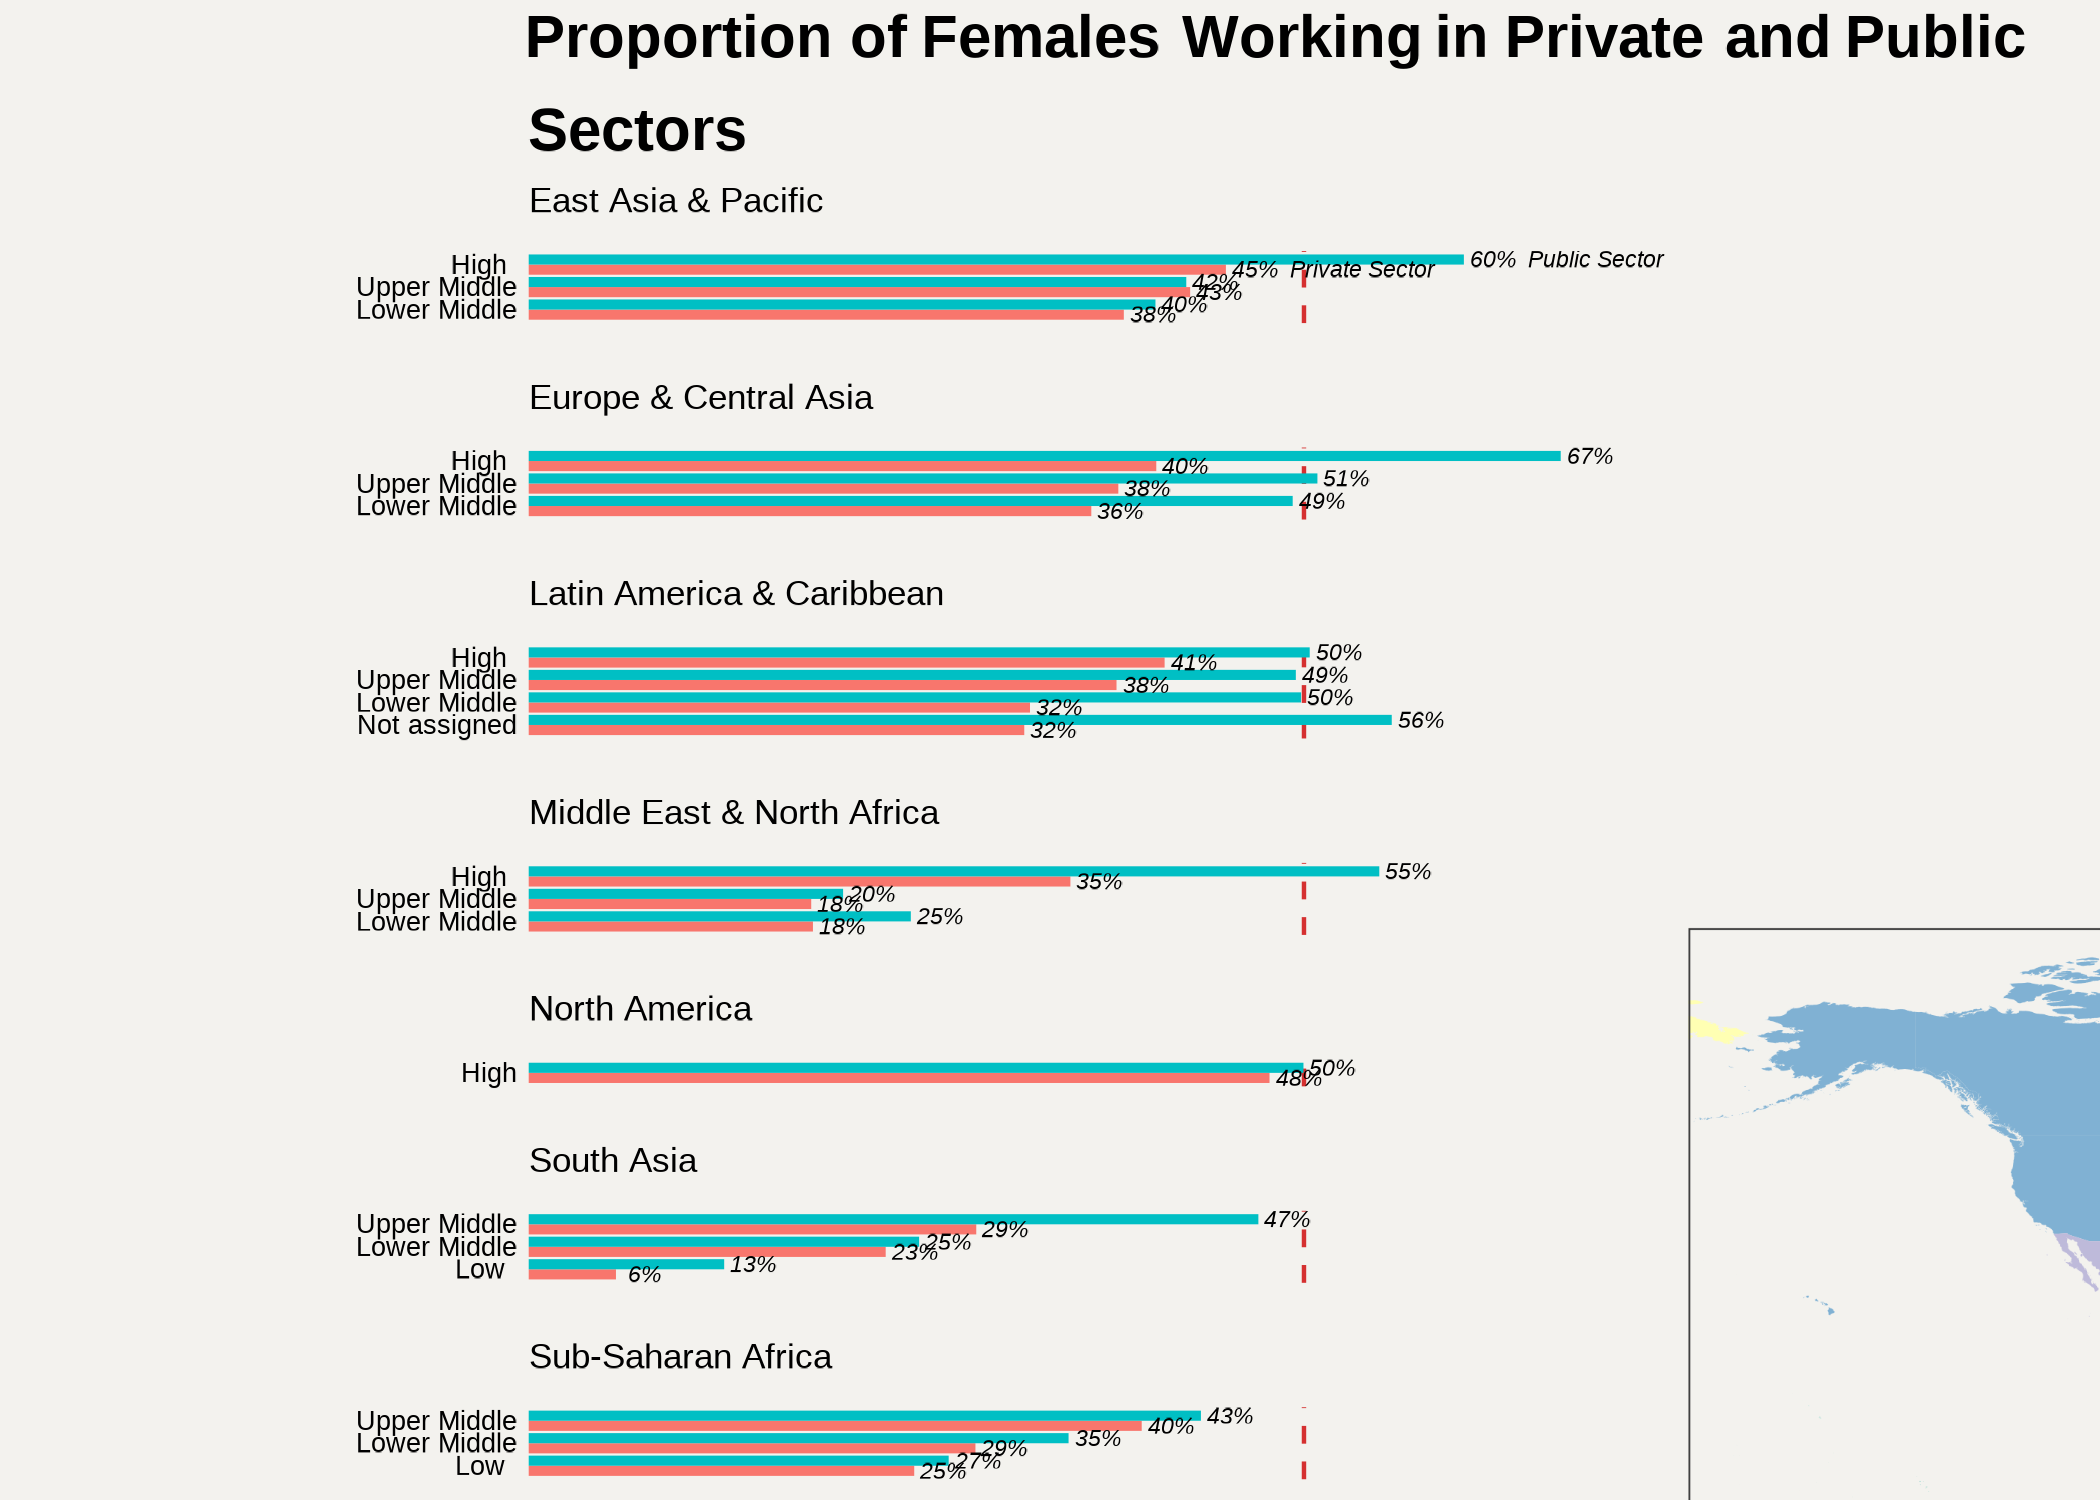 Proportion of Females Working in Private and Public
Sectors
East Asia & Pacific
High 60% Public Sector
45% Private Sector
Upper Middle 42%
43%
Lower Middle 40%
38%
Europe & Central Asia
High 67%
40%
Upper Middle 51%
38%
Lower Middle 49%
36%
Latin America & Caribbean
High 50%
41%
Upper Middle 49%
38%
Lower Middle 50%
32%
Not assigned 56%
32%
Middle East & North Africa
High 55%
35%
Upper Middle 20%
18%
Lower Middle 25%
18%
North America
High 50%
48%
South Asia
Upper Middle 47%
29%
Lower Middle 25%
23%
Low 13%
6%
Sub-Saharan Africa
Upper Middle 43%
40%
Lower Middle 35%
29%
Low 27%
25%